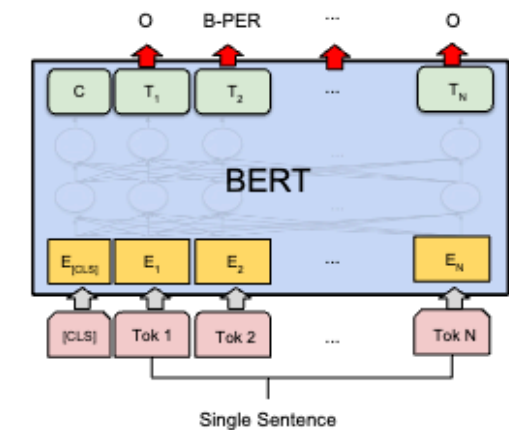 O B-PER ... O
C T1 T2 ... TN
...
BERT
...
E[CLS] E1 E2 ... EN
[CLS] Tok 1 Tok 2 ... Tok N
Single Sentence